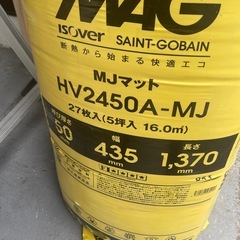 MAG
isover SAINT-GOBAIN
断熱から始まる快適エコ
MJマット
HV2450A-MJ
27枚入(5坪入 16.0㎡)
幅 長さ
50 435 1,370